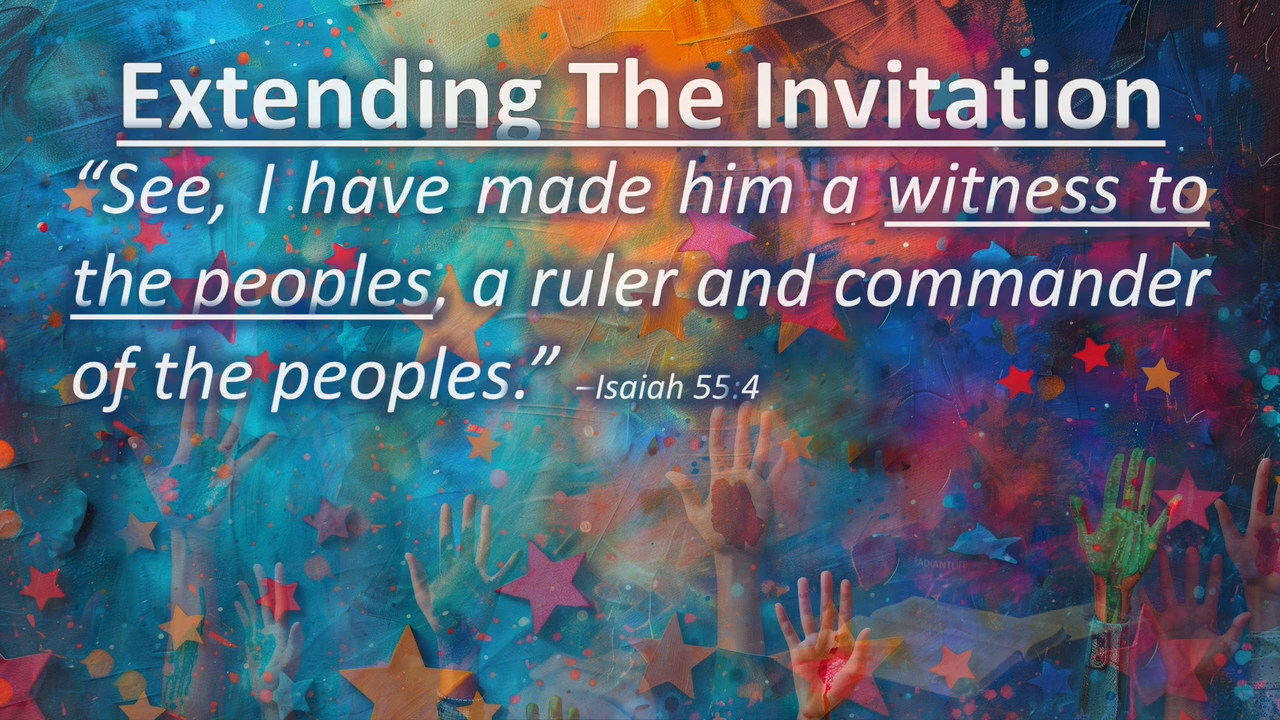 Extending The Invitation
“See, I have made him a witness to
the peoples, a ruler and commander
of the peoples.” –Isaiah 55:4